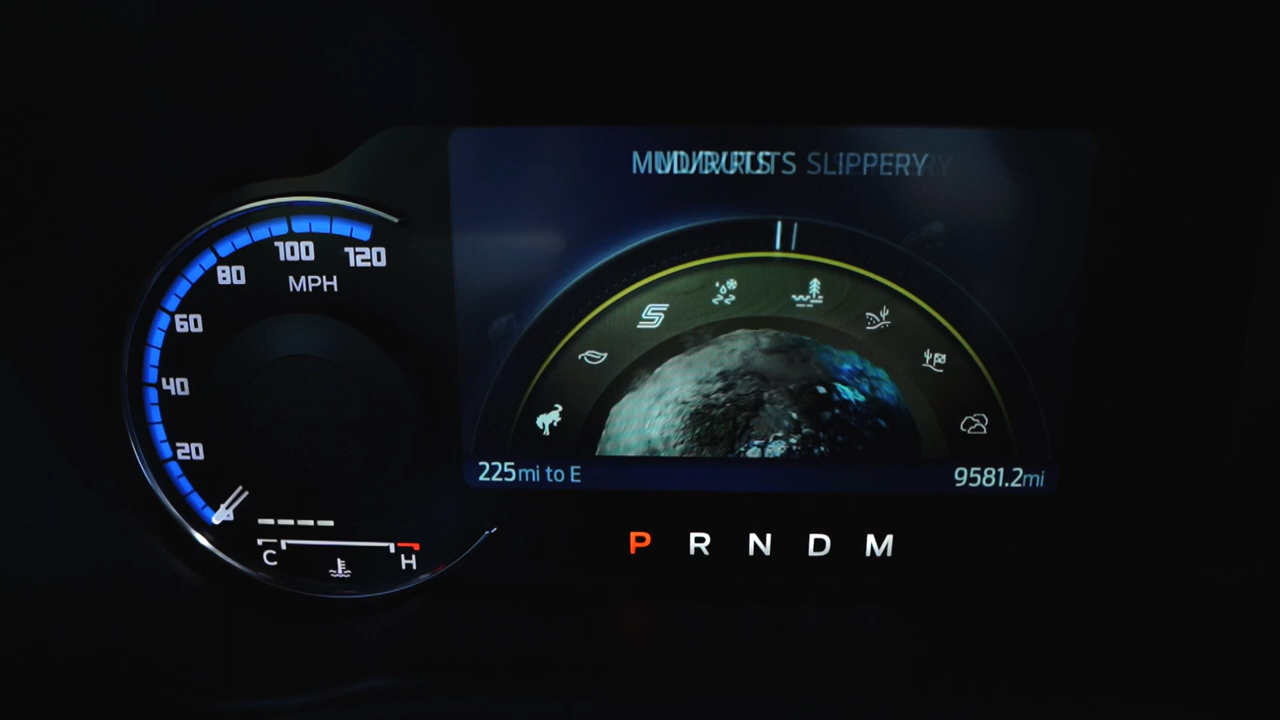 SLIPPERY
120
100
80
MPH
60
40
20
225mi to E
9581.2mi
C
H
P R N D M